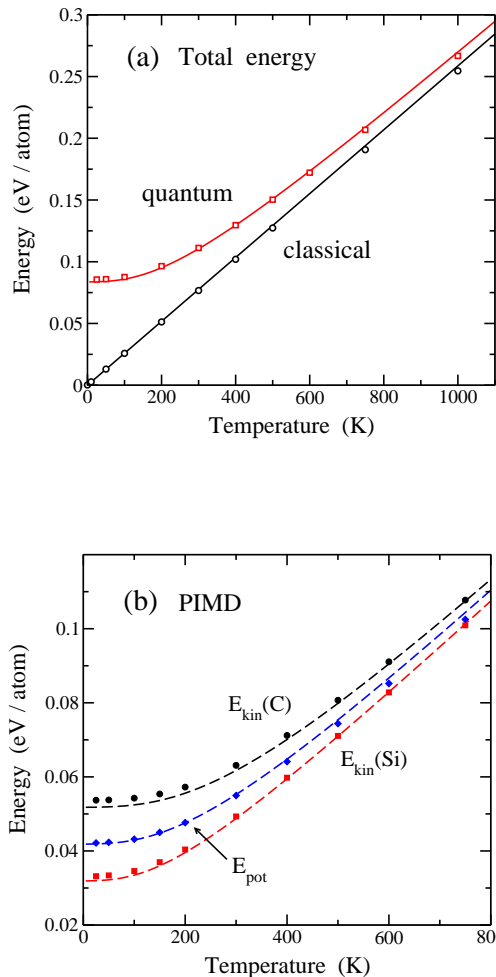 0.3
(a) Total energy
0.25
0.2
quantum
0.15
classical
0.1
0.05
0
Energy (eV / atom)
0 200 400 600 800 1000
Temperature (K)
(b) PIMD
0.1
E_kin(C)
0.08
E_kin(Si)
0.06
0.04
E_pot
0.02
Energy (eV / atom)
0 200 400 600 80
Temperature (K)